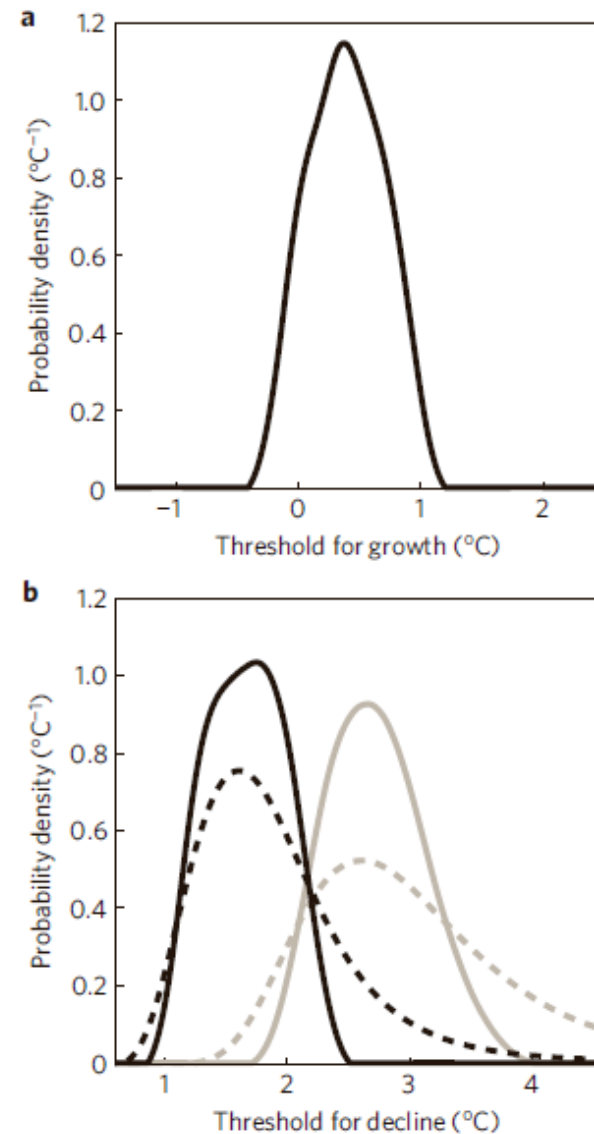 a
1.2
1.0
0.8
0.6
0.4
0.2
0
Probability density (°C⁻¹)
−1 0 1 2
Threshold for growth (°C)
b
1.2
1.0
0.8
0.6
0.4
0.2
0
Probability density (°C⁻¹)
1 2 3 4
Threshold for decline (°C)